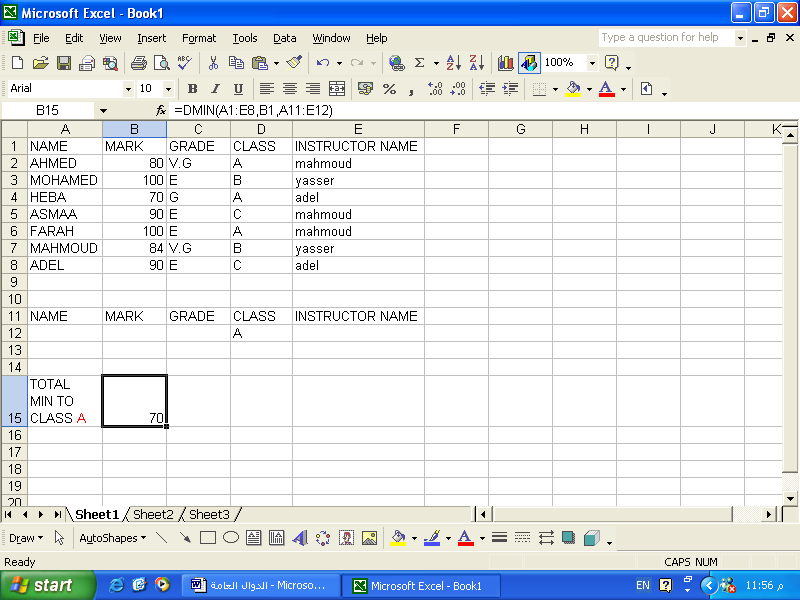 Microsoft Excel - Book1
File Edit View Insert Format Tools Data Window Help Type a question for help
100%
Arial 10 B I U
B15 fx =DMIN(A1:E8,B1,A11:E12)
A B C D E F G H I J K
1 NAME MARK GRADE CLASS INSTRUCTOR NAME
2 AHMED 80 V.G A mahmoud
3 MOHAMED 100 E B yasser
4 HEBA 70 G A adel
5 ASMAA 90 E C mahmoud
6 FARAH 100 E A mahmoud
7 MAHMOUD 84 V.G B yasser
8 ADEL 90 E C adel
9
10
11 NAME MARK GRADE CLASS INSTRUCTOR NAME
12 A
13
14
TOTAL
MIN TO
15 CLASS A 70
16
17
18
19
20
Sheet1 Sheet2 Sheet3
Draw AutoShapes
Ready CAPS NUM
start الدوال العامة - Microso... Microsoft Excel - Book1 EN 11:56 م